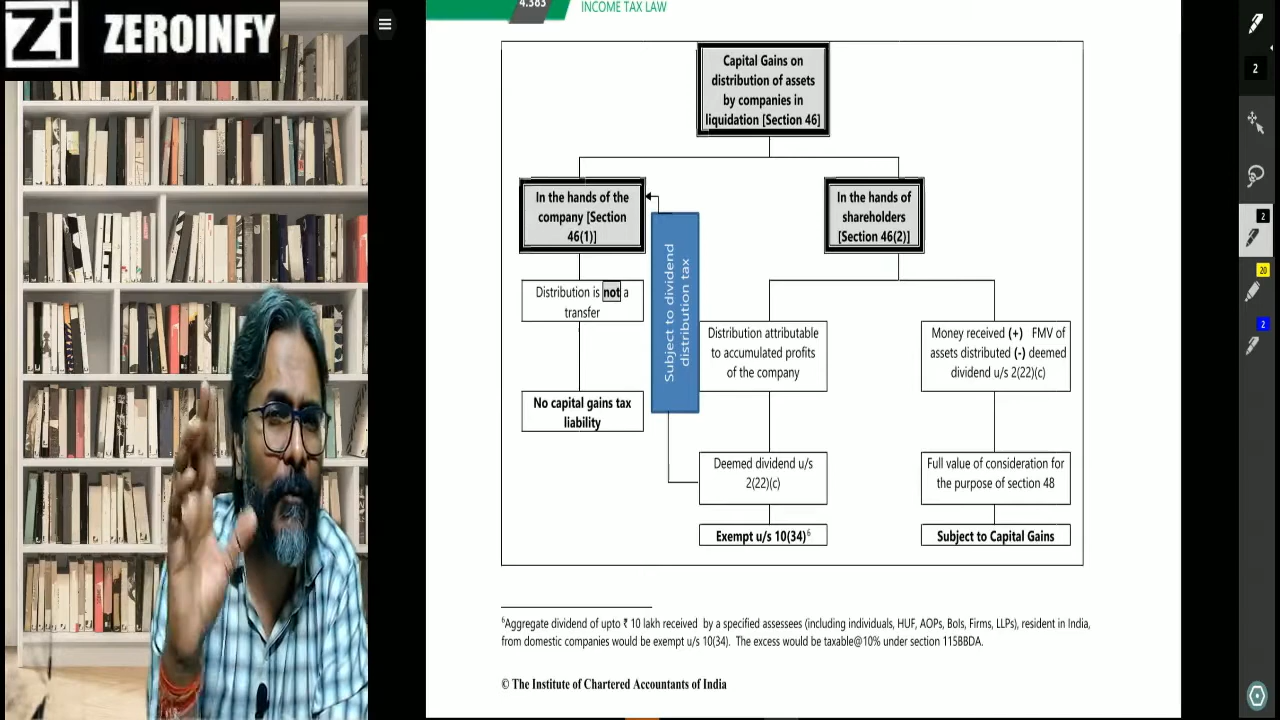 Zi ZEROINFY
4.383
INCOME TAX LAW
Capital Gains on
distribution of assets
by companies in
liquidation [Section 46]
In the hands of the
company [Section
46(1)]
In the hands of
shareholders
[Section 46(2)]
Distribution is not a
transfer
No capital gains tax
liability
Subject to dividend
distribution tax
Distribution attributable
to accumulated profits
of the company
Money received (+) FMV of
assets distributed (-) deemed
dividend u/s 2(22)(c)
Deemed dividend u/s
2(22)(c)
Full value of consideration for
the purpose of section 48
Exempt u/s 10(34)6
Subject to Capital Gains
6Aggregate dividend of upto ₹ 10 lakh received by a specified assessees (including individuals, HUF, AOPs, BoIs, Firms, LLPs), resident in India,
from domestic companies would be exempt u/s 10(34). The excess would be taxable@10% under section 115BBDA.
© The Institute of Chartered Accountants of India
2
2
20
2